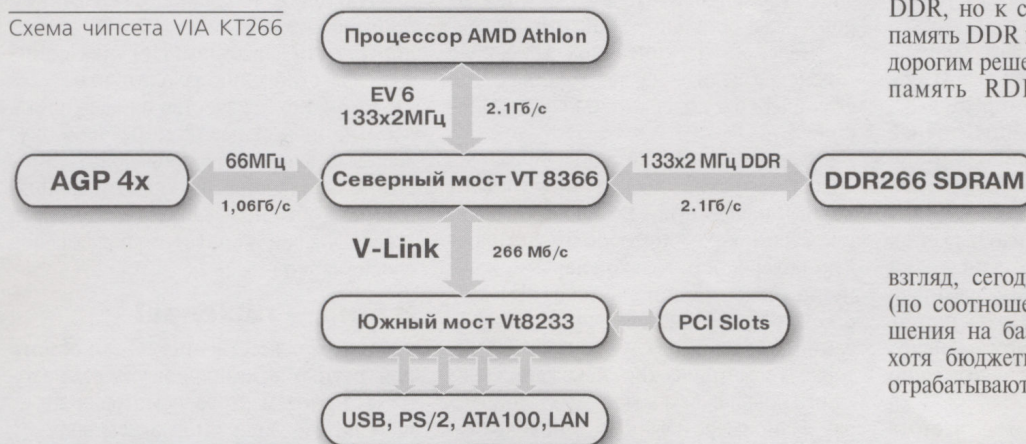 Схема чипсета VIA KT266
Процессор AMD Athlon
EV 6
133x2МГц
2.1Гб/с
AGP 4x
66МГц
1,06Гб/с
Северный мост VT 8366
133x2 МГц DDR
2.1Гб/с
DDR266 SDRAM
V-Link
266 Мб/с
Южный мост Vt8233
PCI Slots
USB, PS/2, ATA100,LAN
DDR, но к с
память DDR
дорогим реше
память RDI
взгляд, сегод
(по соотноше
шения на ба
хотя бюджет
отрабатывают